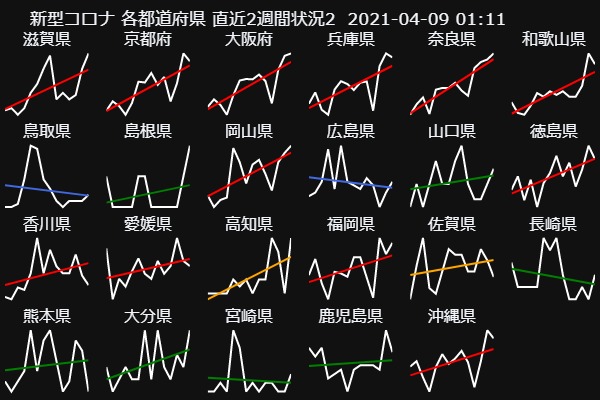 新型コロナ 各都道府県 直近2週間状況2 2021-04-09 01:11
滋賀県 京都府 大阪府 兵庫県 奈良県 和歌山県
鳥取県 島根県 岡山県 広島県 山口県 徳島県
香川県 愛媛県 高知県 福岡県 佐賀県 長崎県
熊本県 大分県 宮崎県 鹿児島県 沖縄県